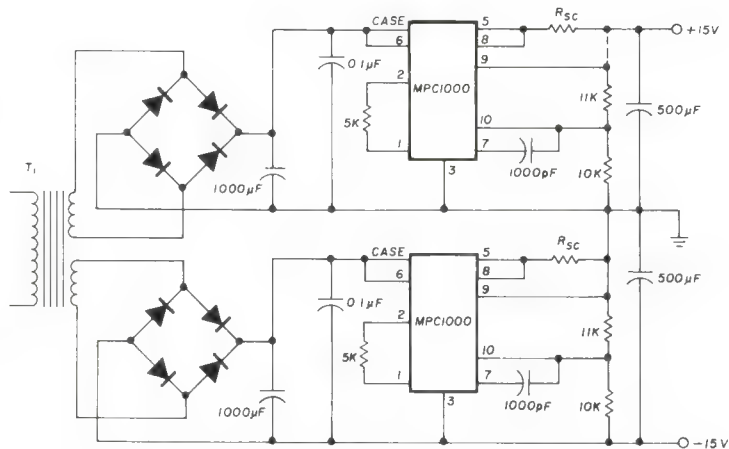 CASE
6
2
1
5
8
9
10
7
3
MPC1000
R_SC
+15V
0.1µF
5K
1000pF
11K
10K
500µF
1000µF
T1
CASE
6
2
1
5
8
9
10
7
3
MPC1000
R_SC
0.1µF
5K
1000pF
11K
10K
500µF
1000µF
-15V